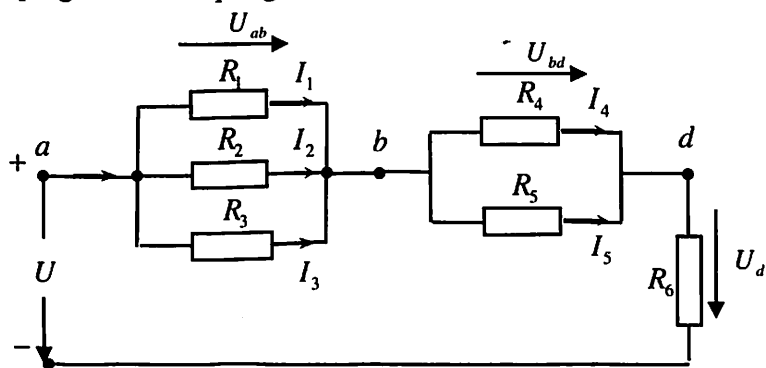 U_ab
U_bd
R_1 I_1
R_4 I_4
R_2 I_2 b d
+ a
R_3 R_5
I_3 I_5
U R_6 U_d
−